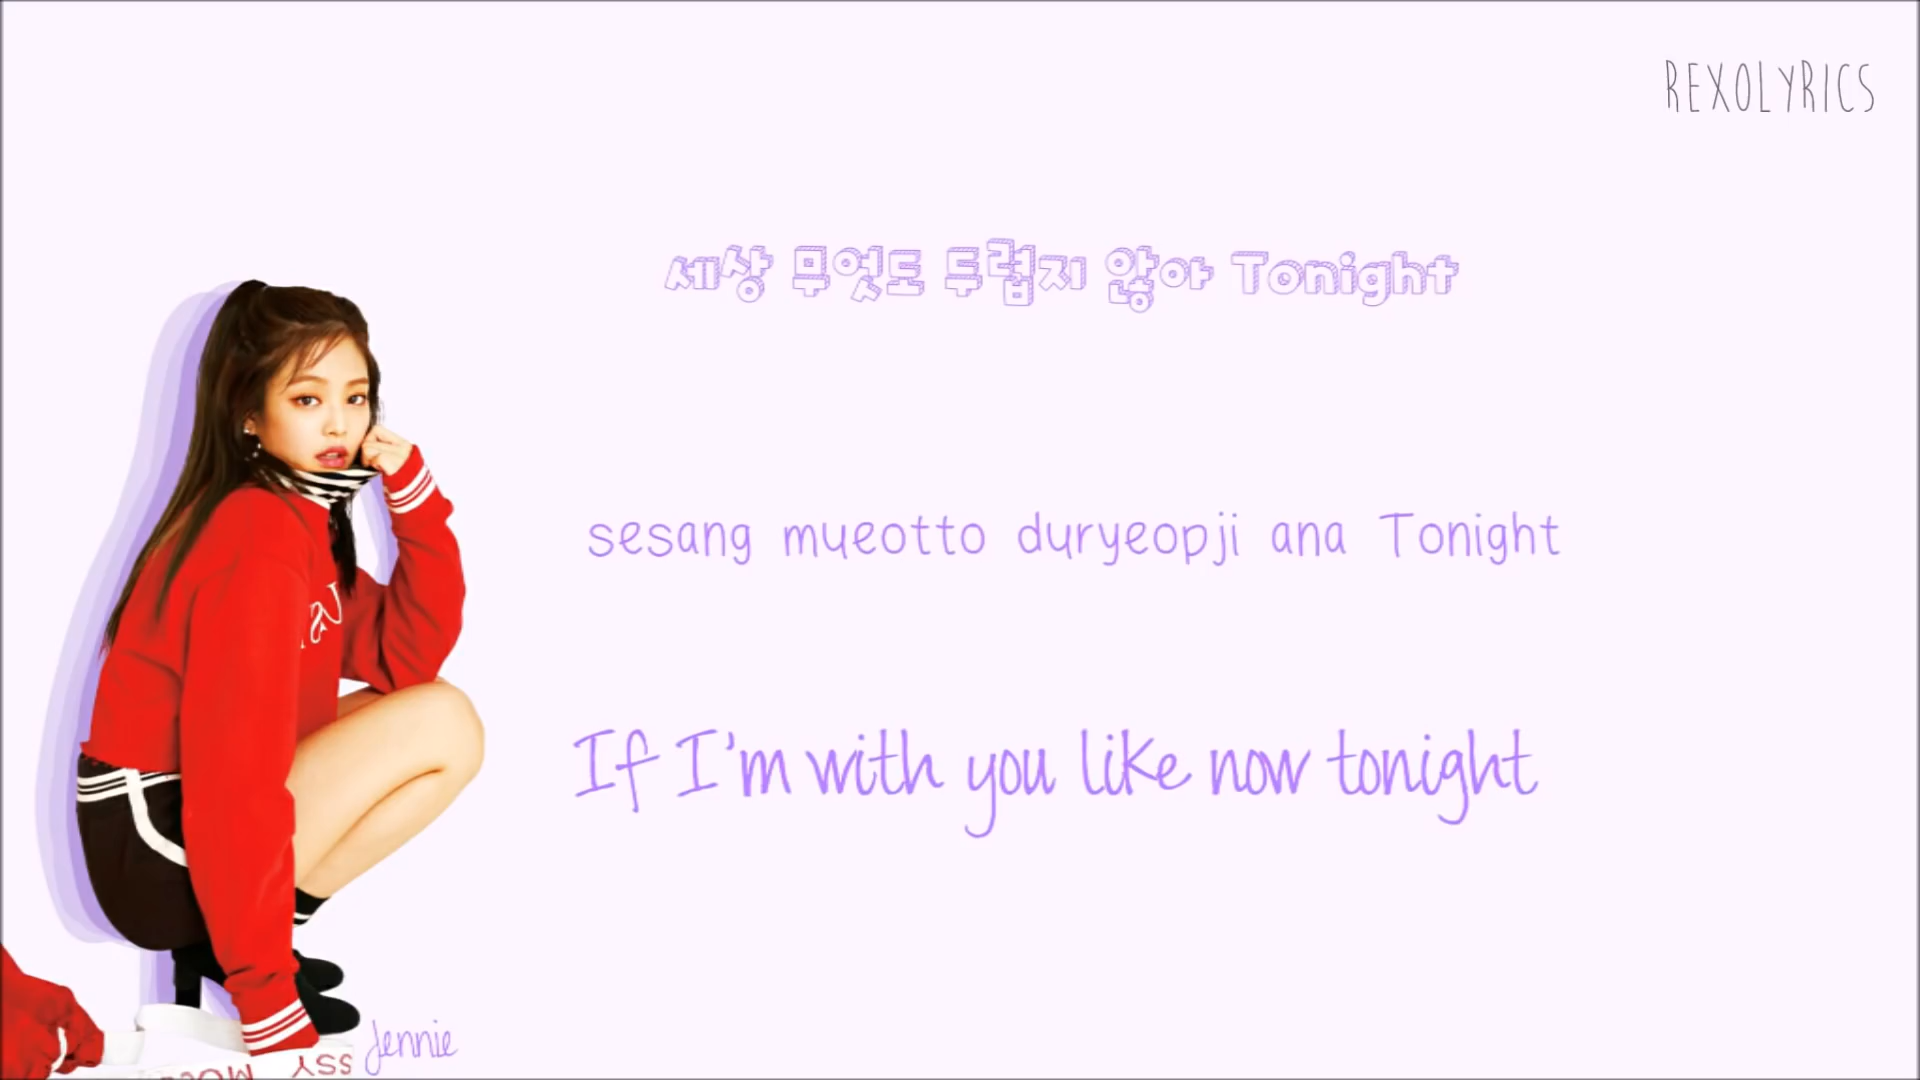 REXOLYRICS
세상 무엇도 두렵지 않아 Tonight
sesang mueotto duryeopji ana Tonight
If I'm with you like now tonight
Jennie